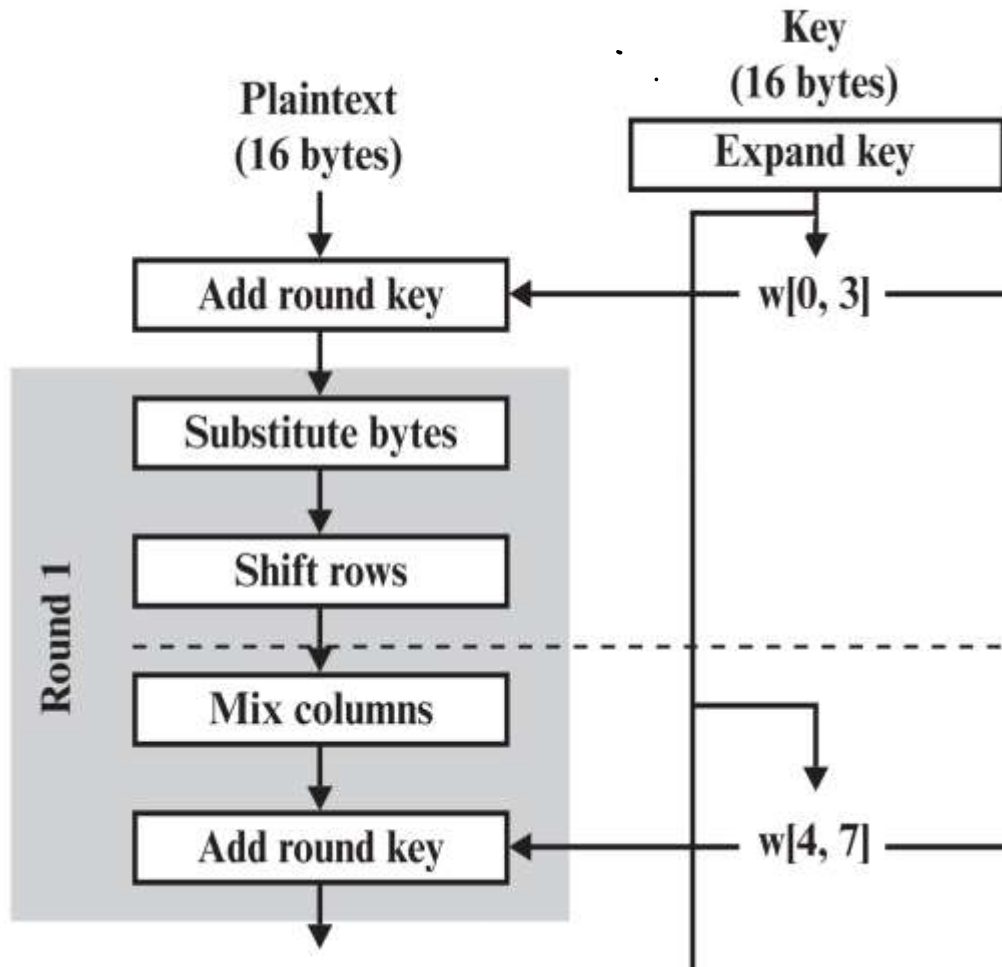 Key
(16 bytes)
Plaintext
(16 bytes)
Expand key
Add round key
w[0, 3]
Substitute bytes
Shift rows
Round 1
Mix columns
Add round key
w[4, 7]